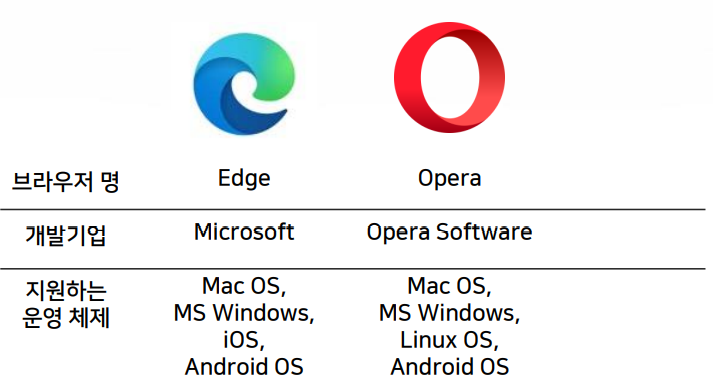 브라우저 명 Edge Opera
개발기업 Microsoft Opera Software
지원하는 Mac OS, Mac OS,
운영 체제 MS Windows, MS Windows,
iOS, Linux OS,
Android OS Android OS